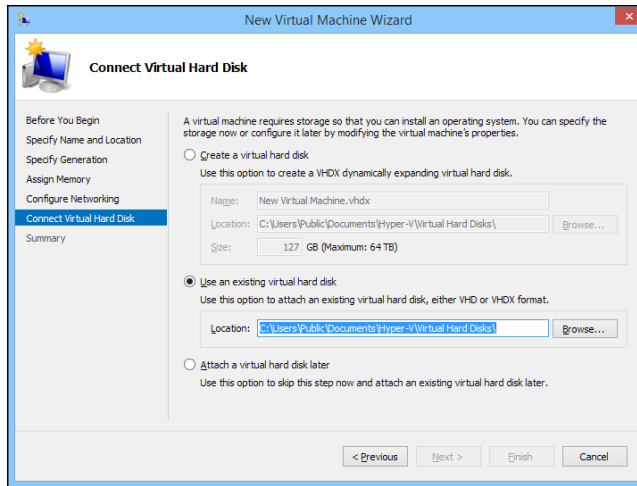 New Virtual Machine Wizard
Connect Virtual Hard Disk
Before You Begin
Specify Name and Location
Specify Generation
Assign Memory
Configure Networking
Connect Virtual Hard Disk
Summary
A virtual machine requires storage so that you can install an operating system. You can specify the
storage now or configure it later by modifying the virtual machine's properties.
Create a virtual hard disk
Use this option to create a VHDX dynamically expanding virtual hard disk.
Name: New Virtual Machine.vhdx
Location: C:\Users\Public\Documents\Hyper-V\Virtual Hard Disks\ Browse...
Size: 127 GB (Maximum: 64 TB)
Use an existing virtual hard disk
Use this option to attach an existing virtual hard disk, either VHD or VHDX format.
Location: C:\Users\Public\Documents\Hyper-V\Virtual Hard Disks\ Browse...
Attach a virtual hard disk later
Use this option to skip this step now and attach an existing virtual hard disk later.
< Previous Next > Finish Cancel